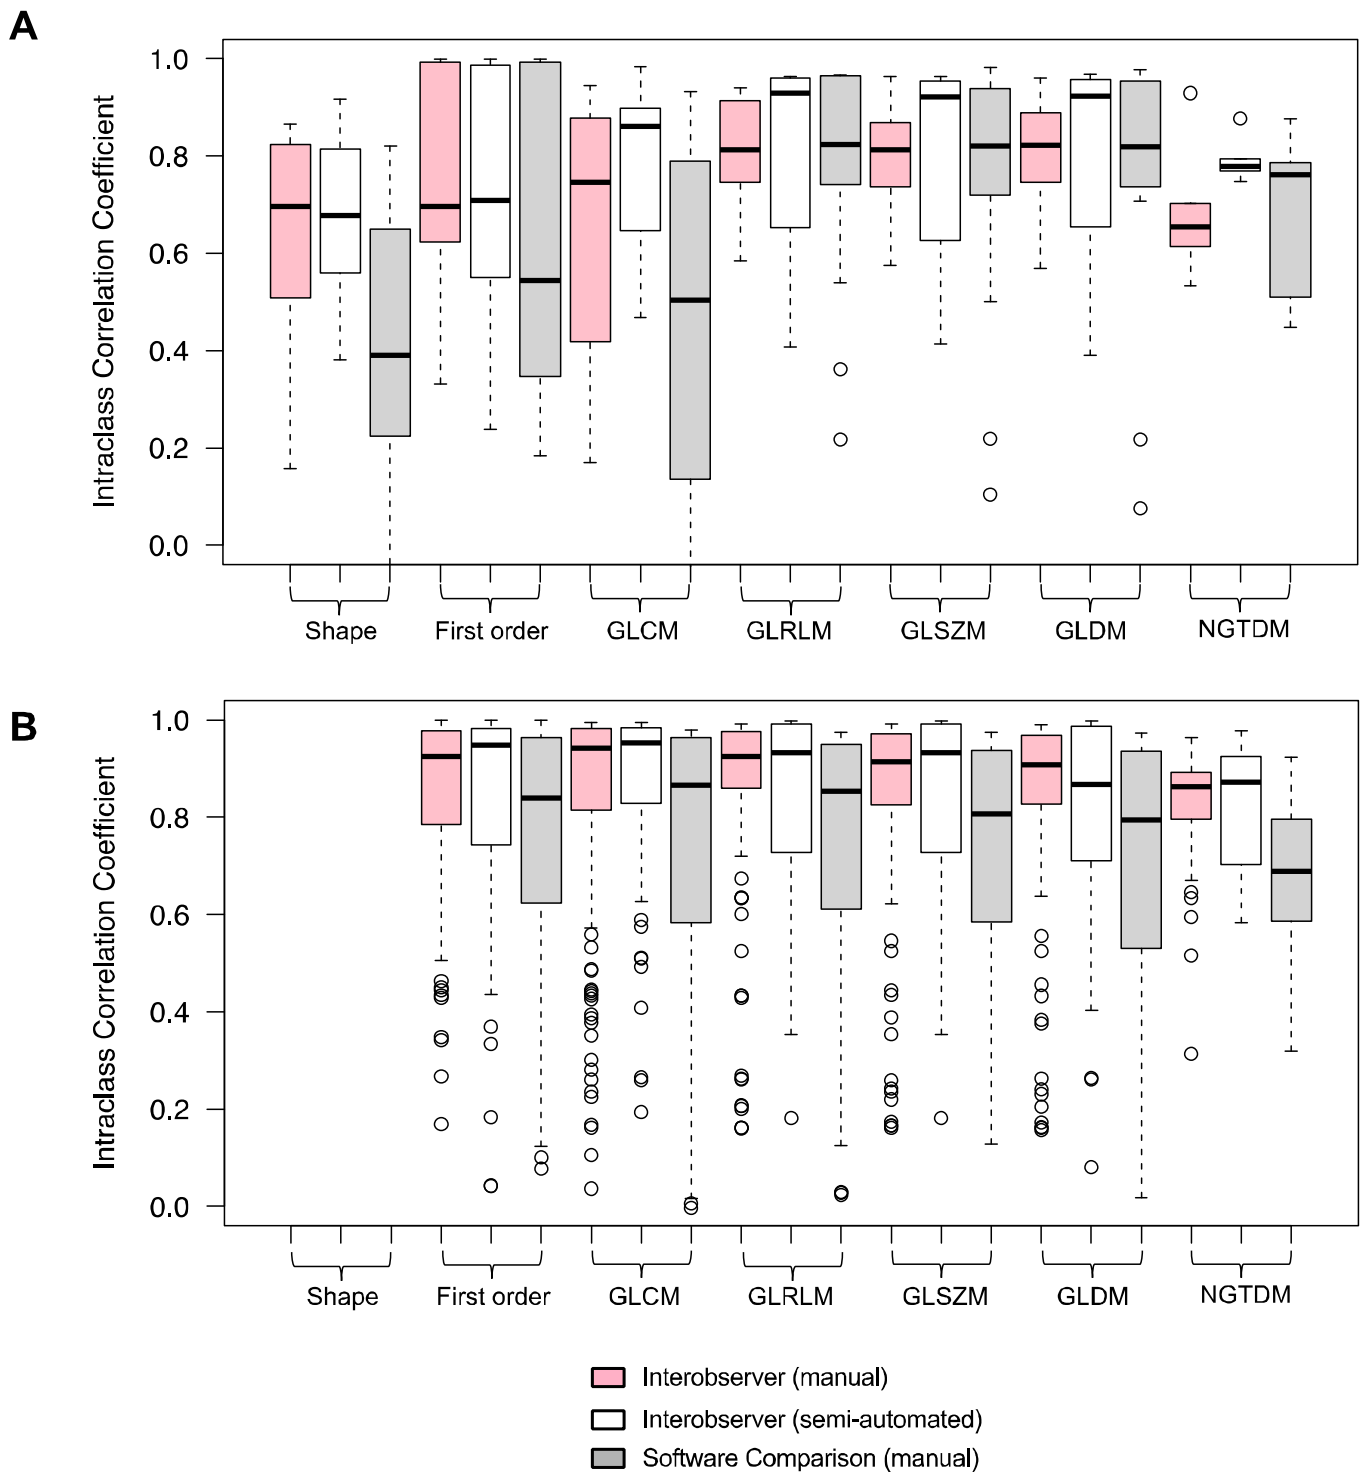 A
Intraclass Correlation Coefficient
1.0
0.8
0.6
0.4
0.2
0.0
Shape First order GLCM GLRLM GLSZM GLDM NGTDM
B
Intraclass Correlation Coefficient
1.0
0.8
0.6
0.4
0.2
0.0
Shape First order GLCM GLRLM GLSZM GLDM NGTDM
Interobserver (manual)
Interobserver (semi-automated)
Software Comparison (manual)